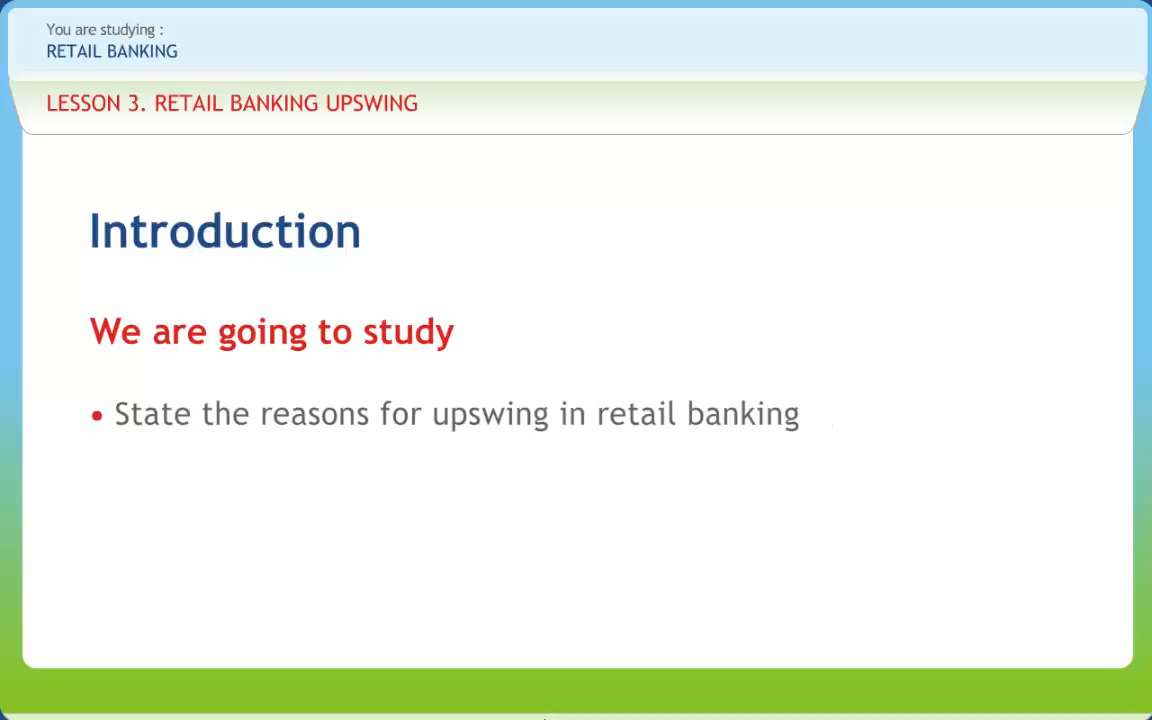 You are studying :
RETAIL BANKING
LESSON 3. RETAIL BANKING UPSWING
Introduction
We are going to study
• State the reasons for upswing in retail banking